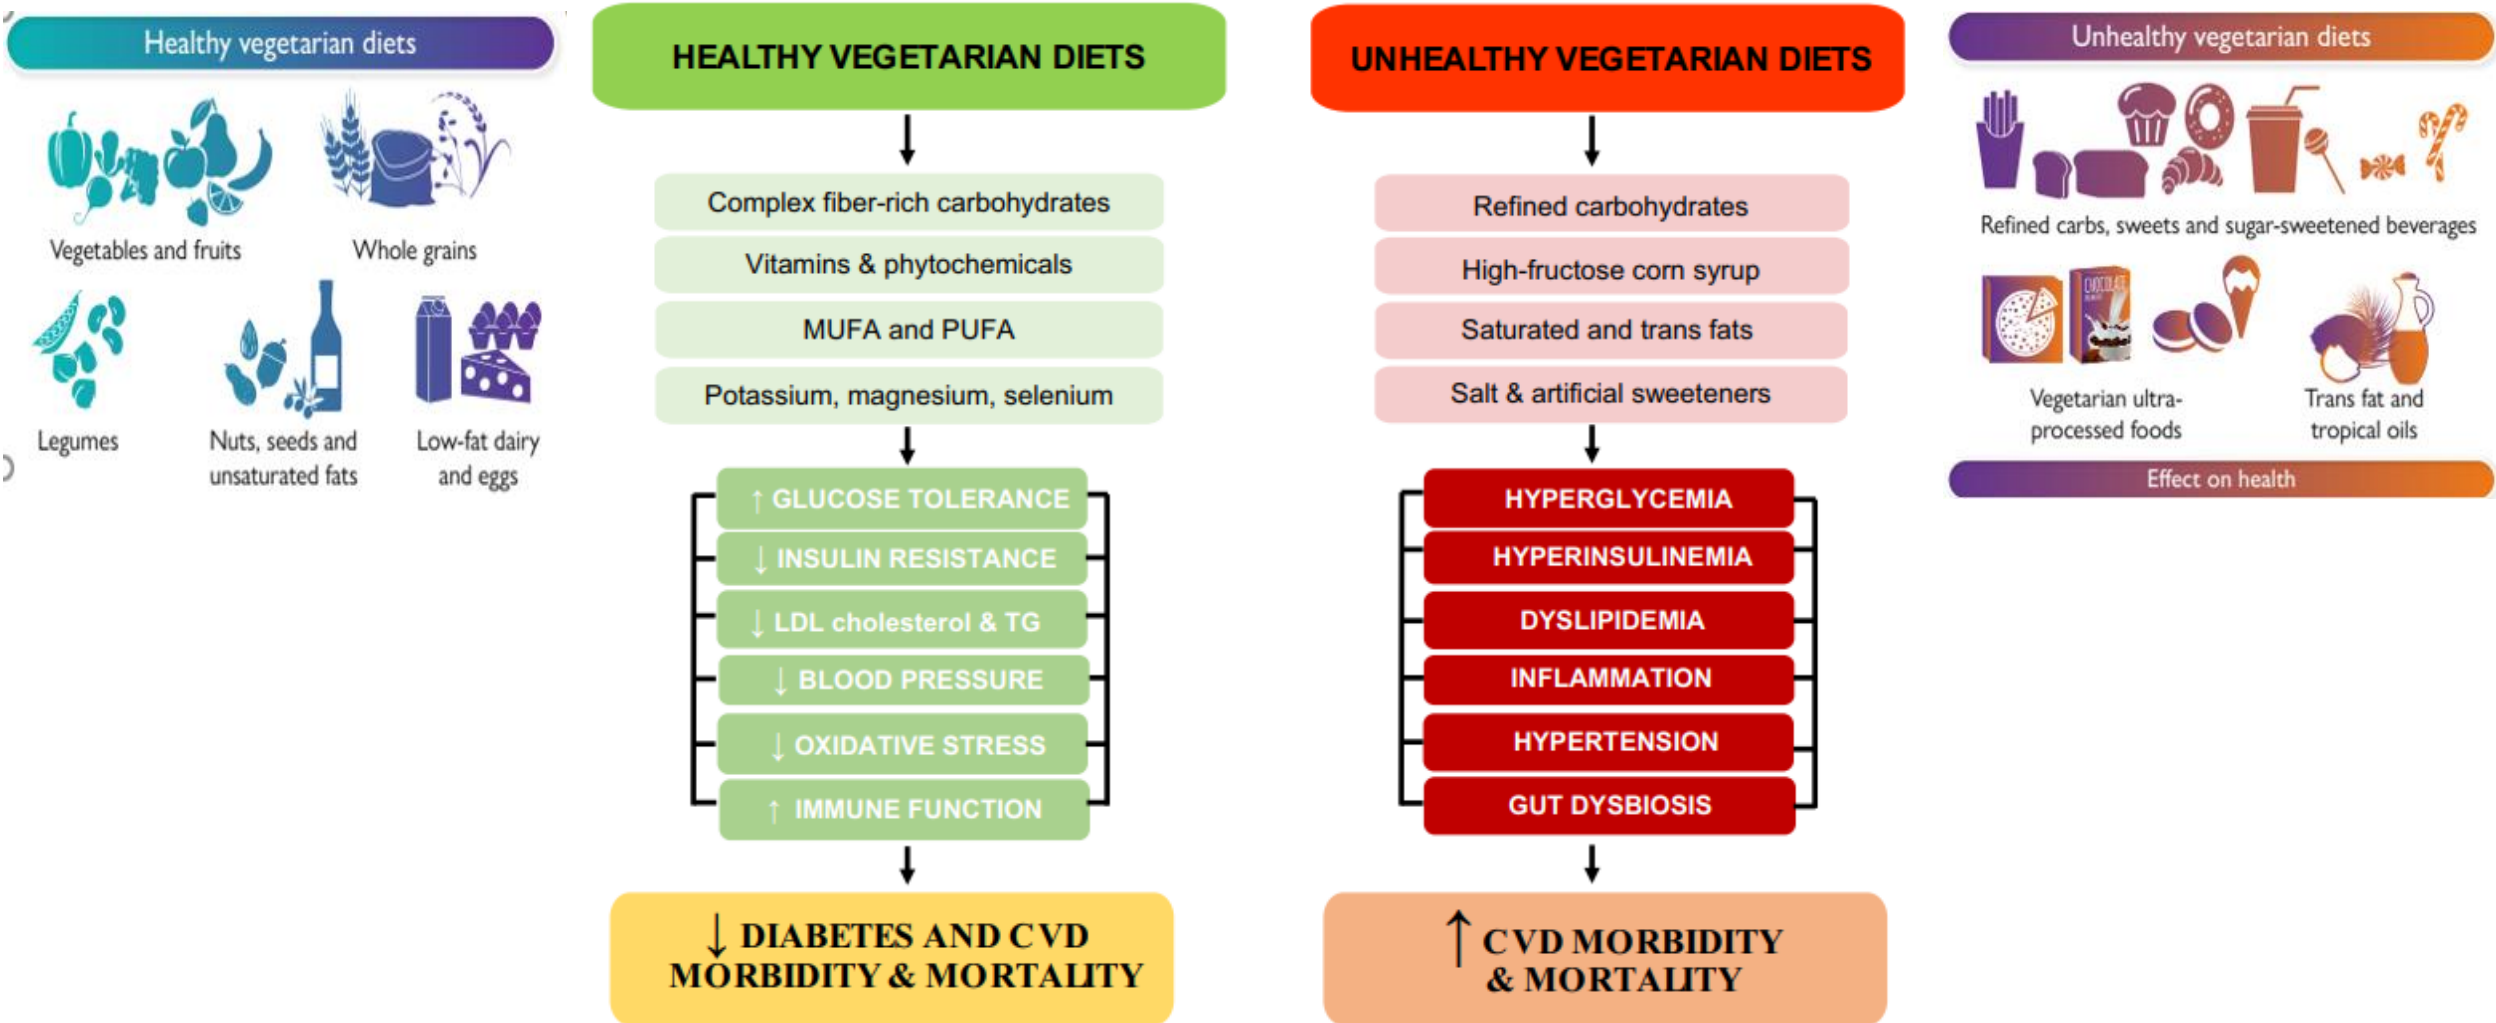 Healthy vegetarian diets
Vegetables and fruits
Whole grains
Legumes
Nuts, seeds and
unsaturated fats
Low-fat dairy
and eggs
HEALTHY VEGETARIAN DIETS
Complex fiber-rich carbohydrates
Vitamins & phytochemicals
MUFA and PUFA
Potassium, magnesium, selenium
↑ GLUCOSE TOLERANCE
↓ INSULIN RESISTANCE
↓ LDL cholesterol & TG
↓ BLOOD PRESSURE
↓ OXIDATIVE STRESS
↑ IMMUNE FUNCTION
↓ DIABETES AND CVD
MORBIDITY & MORTALITY
UNHEALTHY VEGETARIAN DIETS
Refined carbohydrates
High-fructose corn syrup
Saturated and trans fats
Salt & artificial sweeteners
HYPERGLYCEMIA
HYPERINSULINEMIA
DYSLIPIDEMIA
INFLAMMATION
HYPERTENSION
GUT DYSBIOSIS
↑ CVD MORBIDITY
& MORTALITY
Unhealthy vegetarian diets
Refined carbs, sweets and sugar-sweetened beverages
CHOCOLATE
Vegetarian ultra-
processed foods
Trans fat and
tropical oils
Effect on health